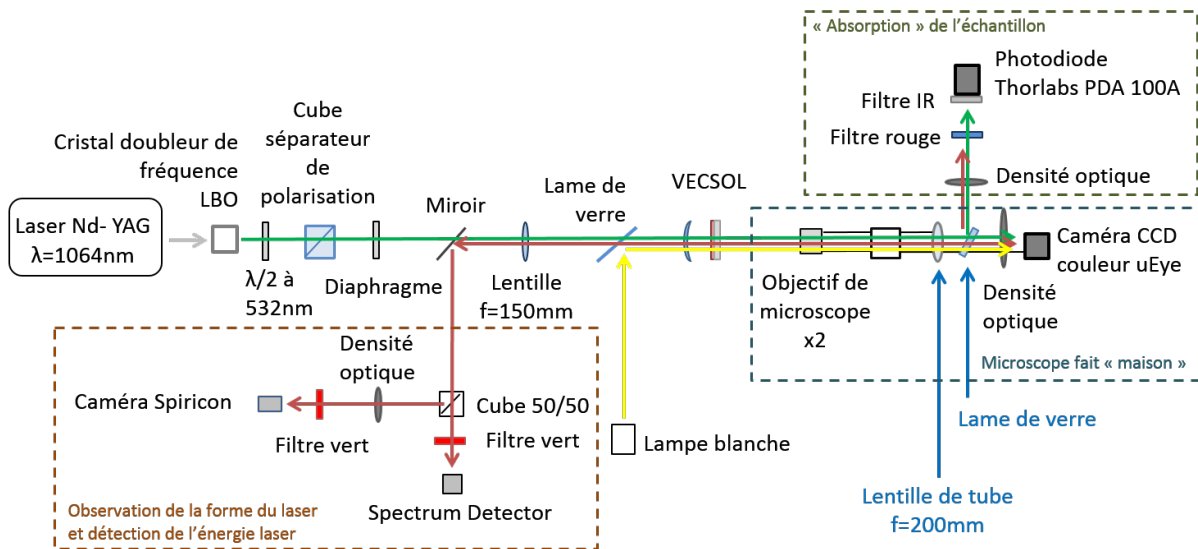 « Absorption » de l'échantillon
Photodiode
Thorlabs PDA 100A
Filtre IR
Filtre rouge
Densité optique
Cube
séparateur
de
polarisation
Cristal doubleur de
fréquence
LBO
Laser Nd- YAG
λ=1064nm
λ/2 à
532nm
Diaphragme
Miroir
Lentille
f=150mm
Lame de
verre
VECSOL
Objectif de
microscope
x2
Caméra CCD
couleur uEye
Densité
optique
Microscope fait « maison »
Densité
optique
Caméra Spiricon
Cube 50/50
Filtre vert
Filtre vert
Spectrum Detector
Observation de la forme du laser
et détection de l'énergie laser
Lampe blanche
Lame de verre
Lentille de tube
f=200mm